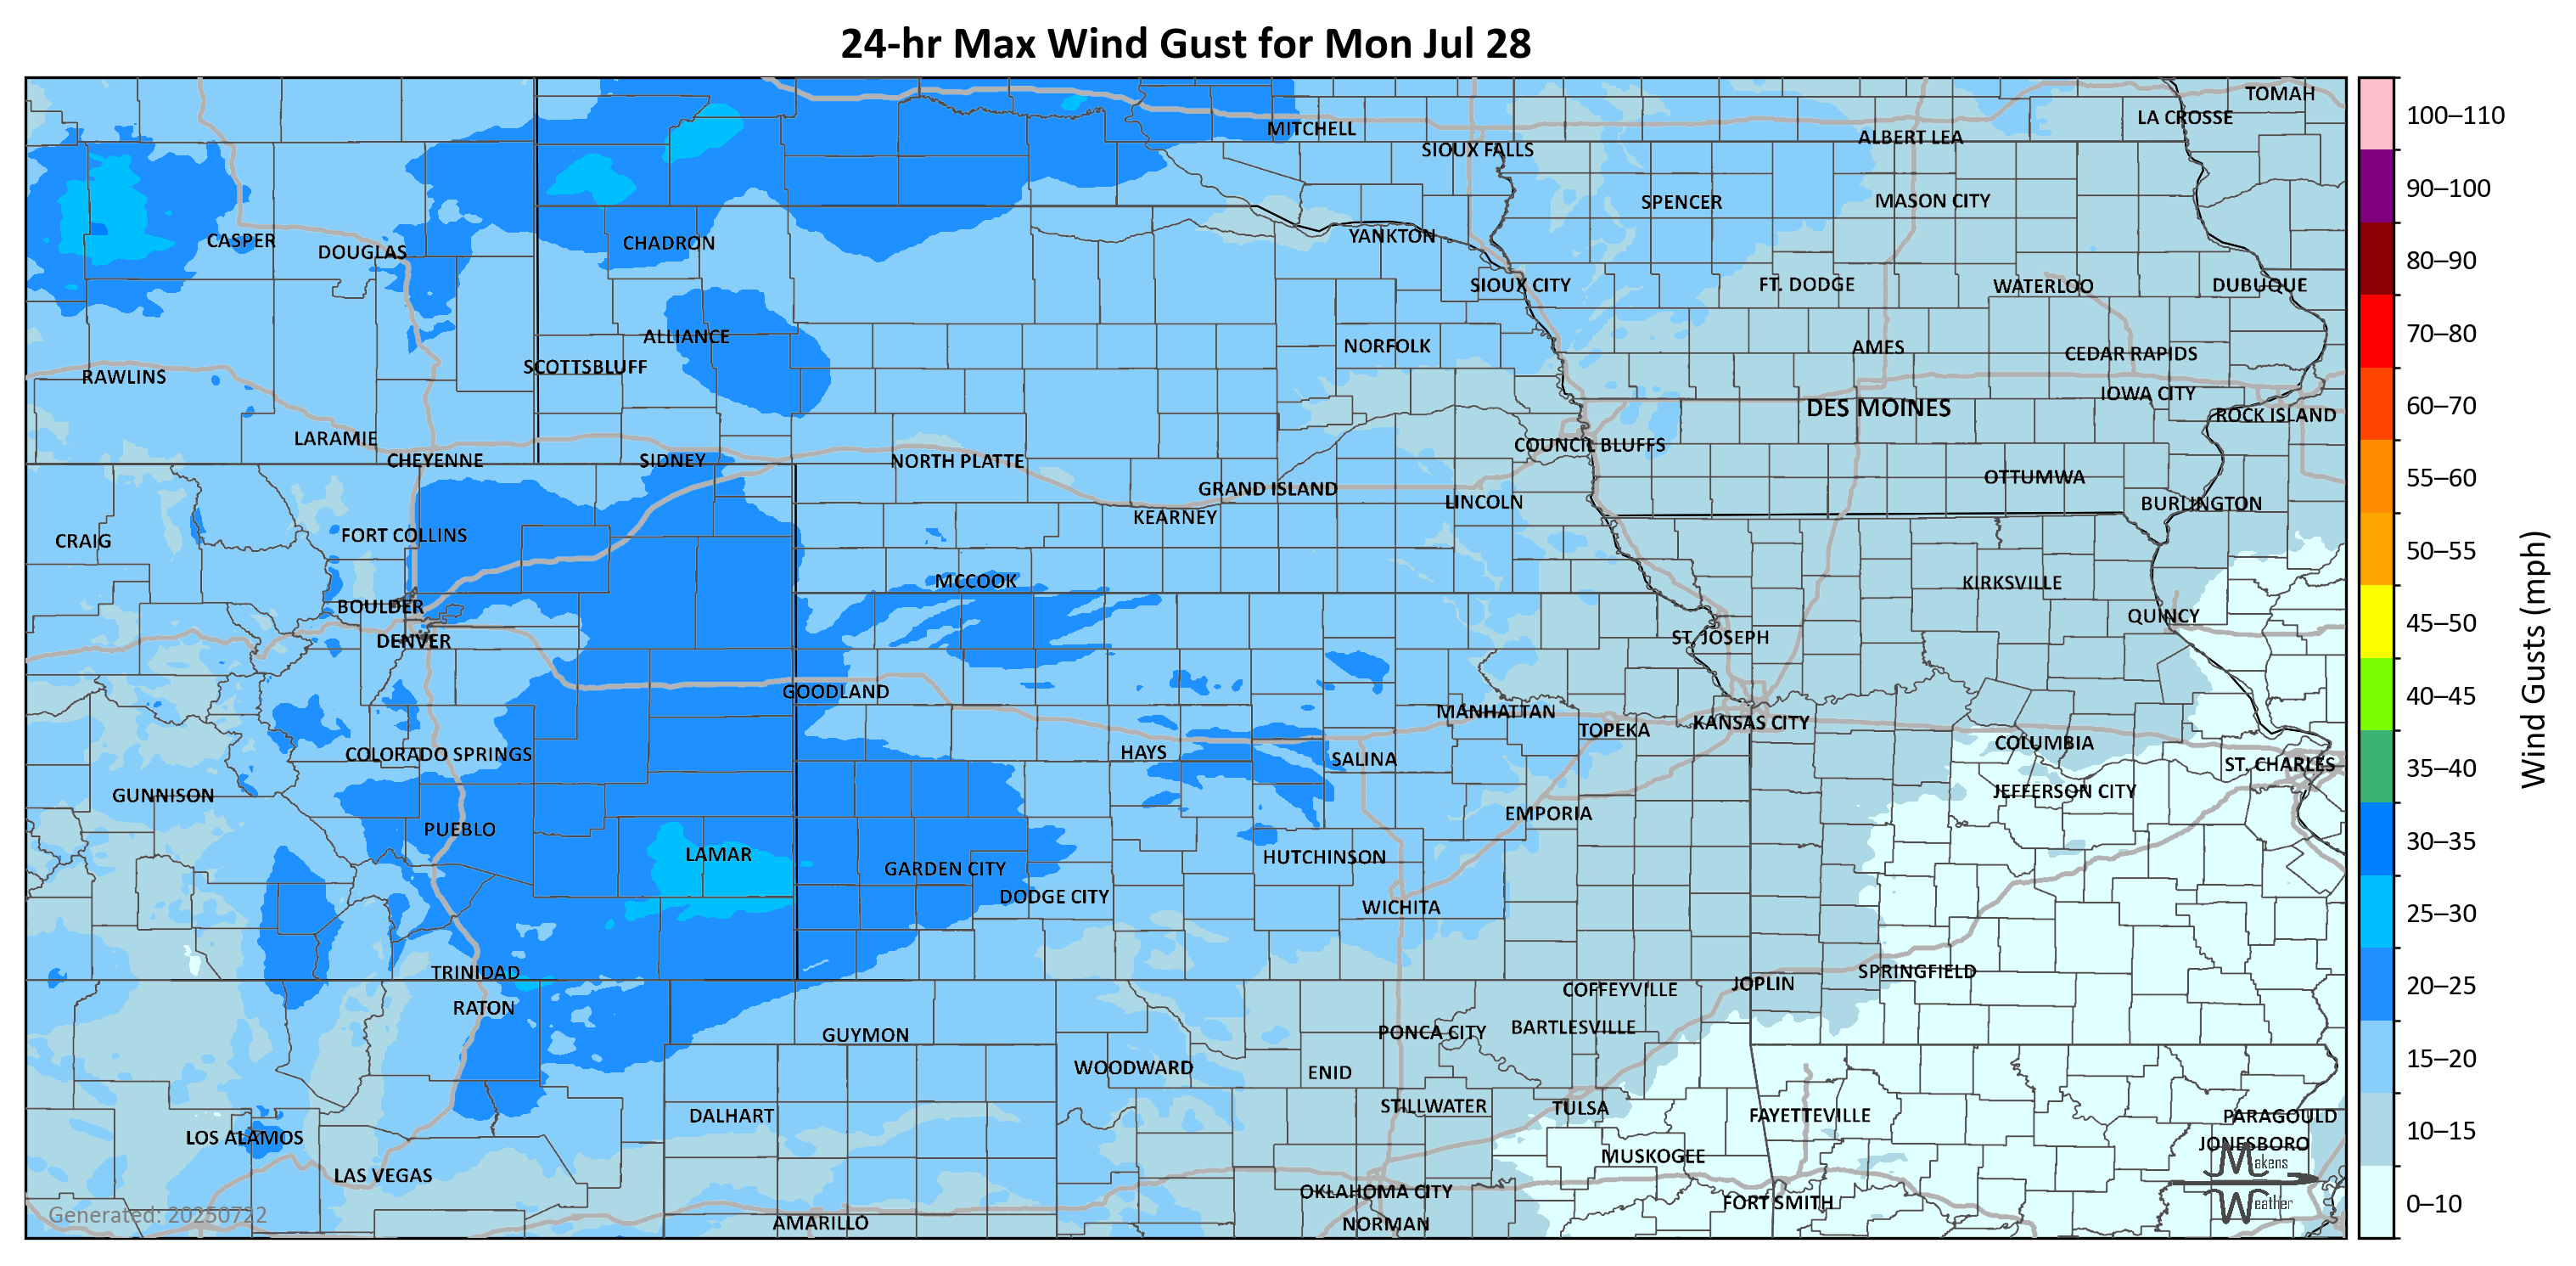 24-hr Max Wind Gust for Mon Jul 28
TOMAH
LA CROSSE
MITCHELL
ALBERT LEA
SIOUX FALLS
SPENCER
MASON CITY
CASPER
DOUGLAS
CHADRON
YANKTON
SIOUX CITY
FT. DODGE
WATERLOO
DUBUQUE
ALLIANCE
NORFOLK
AMES
CEDAR RAPIDS
SCOTTSBLUFF
RAWLINS
IOWA CITY
DES MOINES
ROCK ISLAND
LARAMIE
COUNCIL BLUFFS
CHEYENNE
SIDNEY
NORTH PLATTE
OTTUMWA
GRAND ISLAND
LINCOLN
BURLINGTON
KEARNEY
FORT COLLINS
CRAIG
MCCOOK
KIRKSVILLE
BOULDER
QUINCY
DENVER
ST. JOSEPH
GOODLAND
MANHATTAN
TOPEKA
KANSAS CITY
COLUMBIA
COLORADO SPRINGS
HAYS
SALINA
ST. CHARLES
GUNNISON
JEFFERSON CITY
EMPORIA
PUEBLO
LAMAR
HUTCHINSON
GARDEN CITY
DODGE CITY
WICHITA
TRINIDAD
SPRINGFIELD
JOPLIN
COFFEYVILLE
RATON
BARTLESVILLE
PONCA CITY
GUYMON
WOODWARD
ENID
STILLWATER
TULSA
DALHART
FAYETTEVILLE
PARAGOULD
LOS ALAMOS
JONESBORO
MUSKOGEE
LAS VEGAS
OKLAHOMA CITY
FORT SMITH
AMARILLO
NORMAN
Makens
Weather
Generated: 20250722
100–110
90–100
80–90
70–80
60–70
55–60
50–55
45–50
40–45
35–40
30–35
25–30
20–25
15–20
10–15
0–10
Wind Gusts (mph)